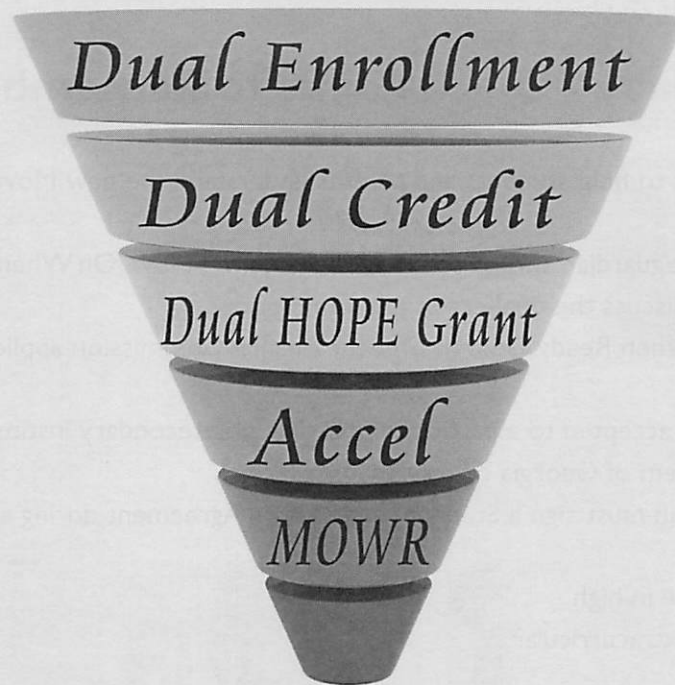 Dual Enrollment
Dual Credit
Dual HOPE Grant
Accel
MOWR